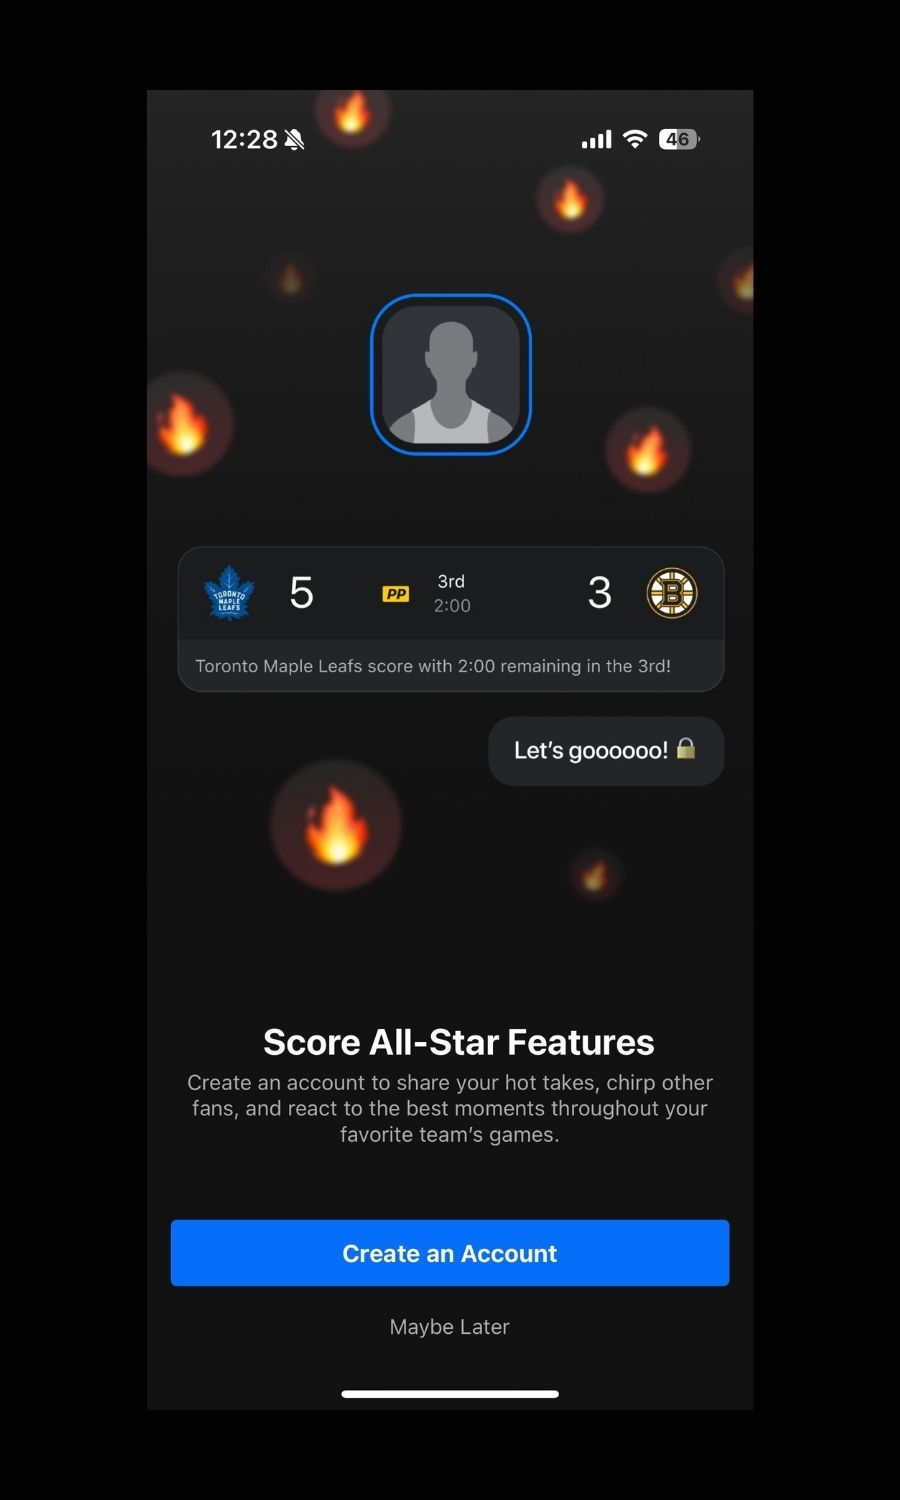 12:28
46
TORONTO
MAPLE
LEAFS
5
PP
3rd
2:00
3
B
Toronto Maple Leafs score with 2:00 remaining in the 3rd!
Let's goooooo! 🔒
Score All-Star Features
Create an account to share your hot takes, chirp other
fans, and react to the best moments throughout your
favorite team's games.
Create an Account
Maybe Later